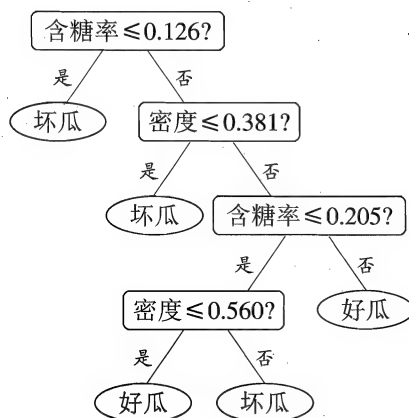 含糖率≤0.126?
是
否
坏瓜
密度≤0.381?
是
否
坏瓜
含糖率≤0.205?
是
否
密度≤0.560?
好瓜
是
否
好瓜
坏瓜